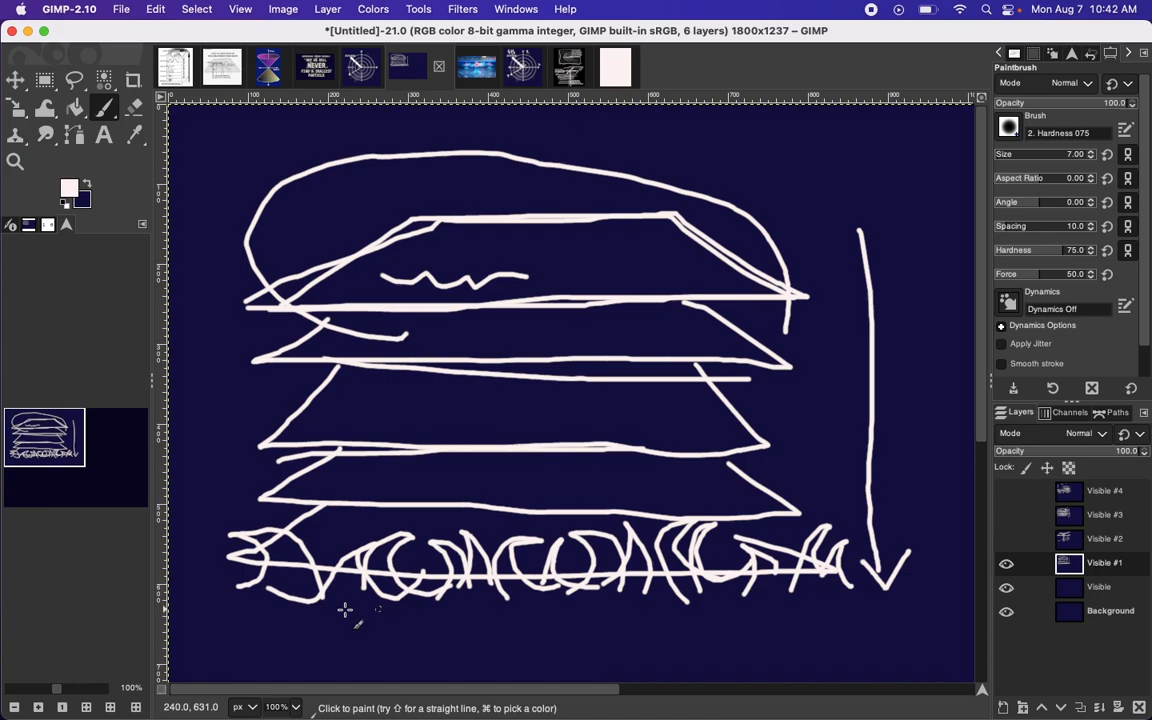 GIMP-2.10 File Edit Select View Image Layer Colors Tools Filters Windows Help Mon Aug 7 10:42 AM
*[Untitled]-21.0 (RGB color 8-bit gamma integer, GIMP built-in sRGB, 6 layers) 1800x1237 – GIMP
Paintbrush
Mode Normal
Opacity 100.0
Brush
2. Hardness 075
Size 7.00
Aspect Ratio 0.00
Angle 0.00
Spacing 10.0
Hardness 75.0
Force 50.0
Dynamics
Dynamics Off
Dynamics Options
Apply Jitter
Smooth stroke
Layers Channels Paths
Mode Normal
Opacity 100.0
Lock:
Visible #4
Visible #3
Visible #2
Visible #1
Visible
Background
100%
240.0, 631.0 px 100% Click to paint (try ⇧ for a straight line, ⌘ to pick a color)